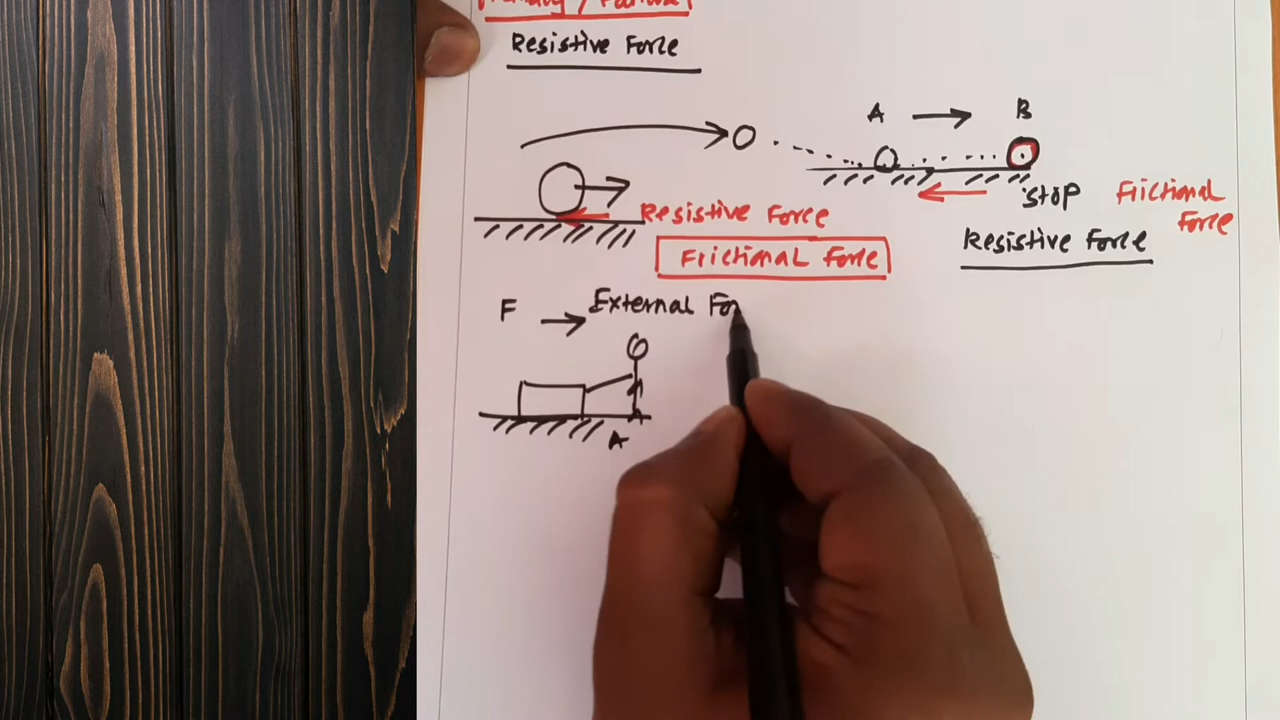 Resistive Force
A B
Resistive Force
Stop Frictional
Force
Frictional Force
Resistive Force
F External Fo
A